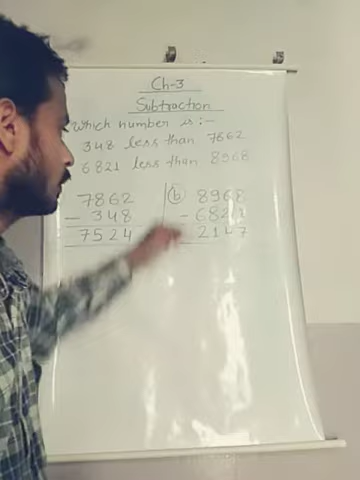 Ch-3
Subtraction
Which number is :-
348 less than 7662
6821 less than 8968
7862
- 348
7524
(b) 8968
- 6821
2147